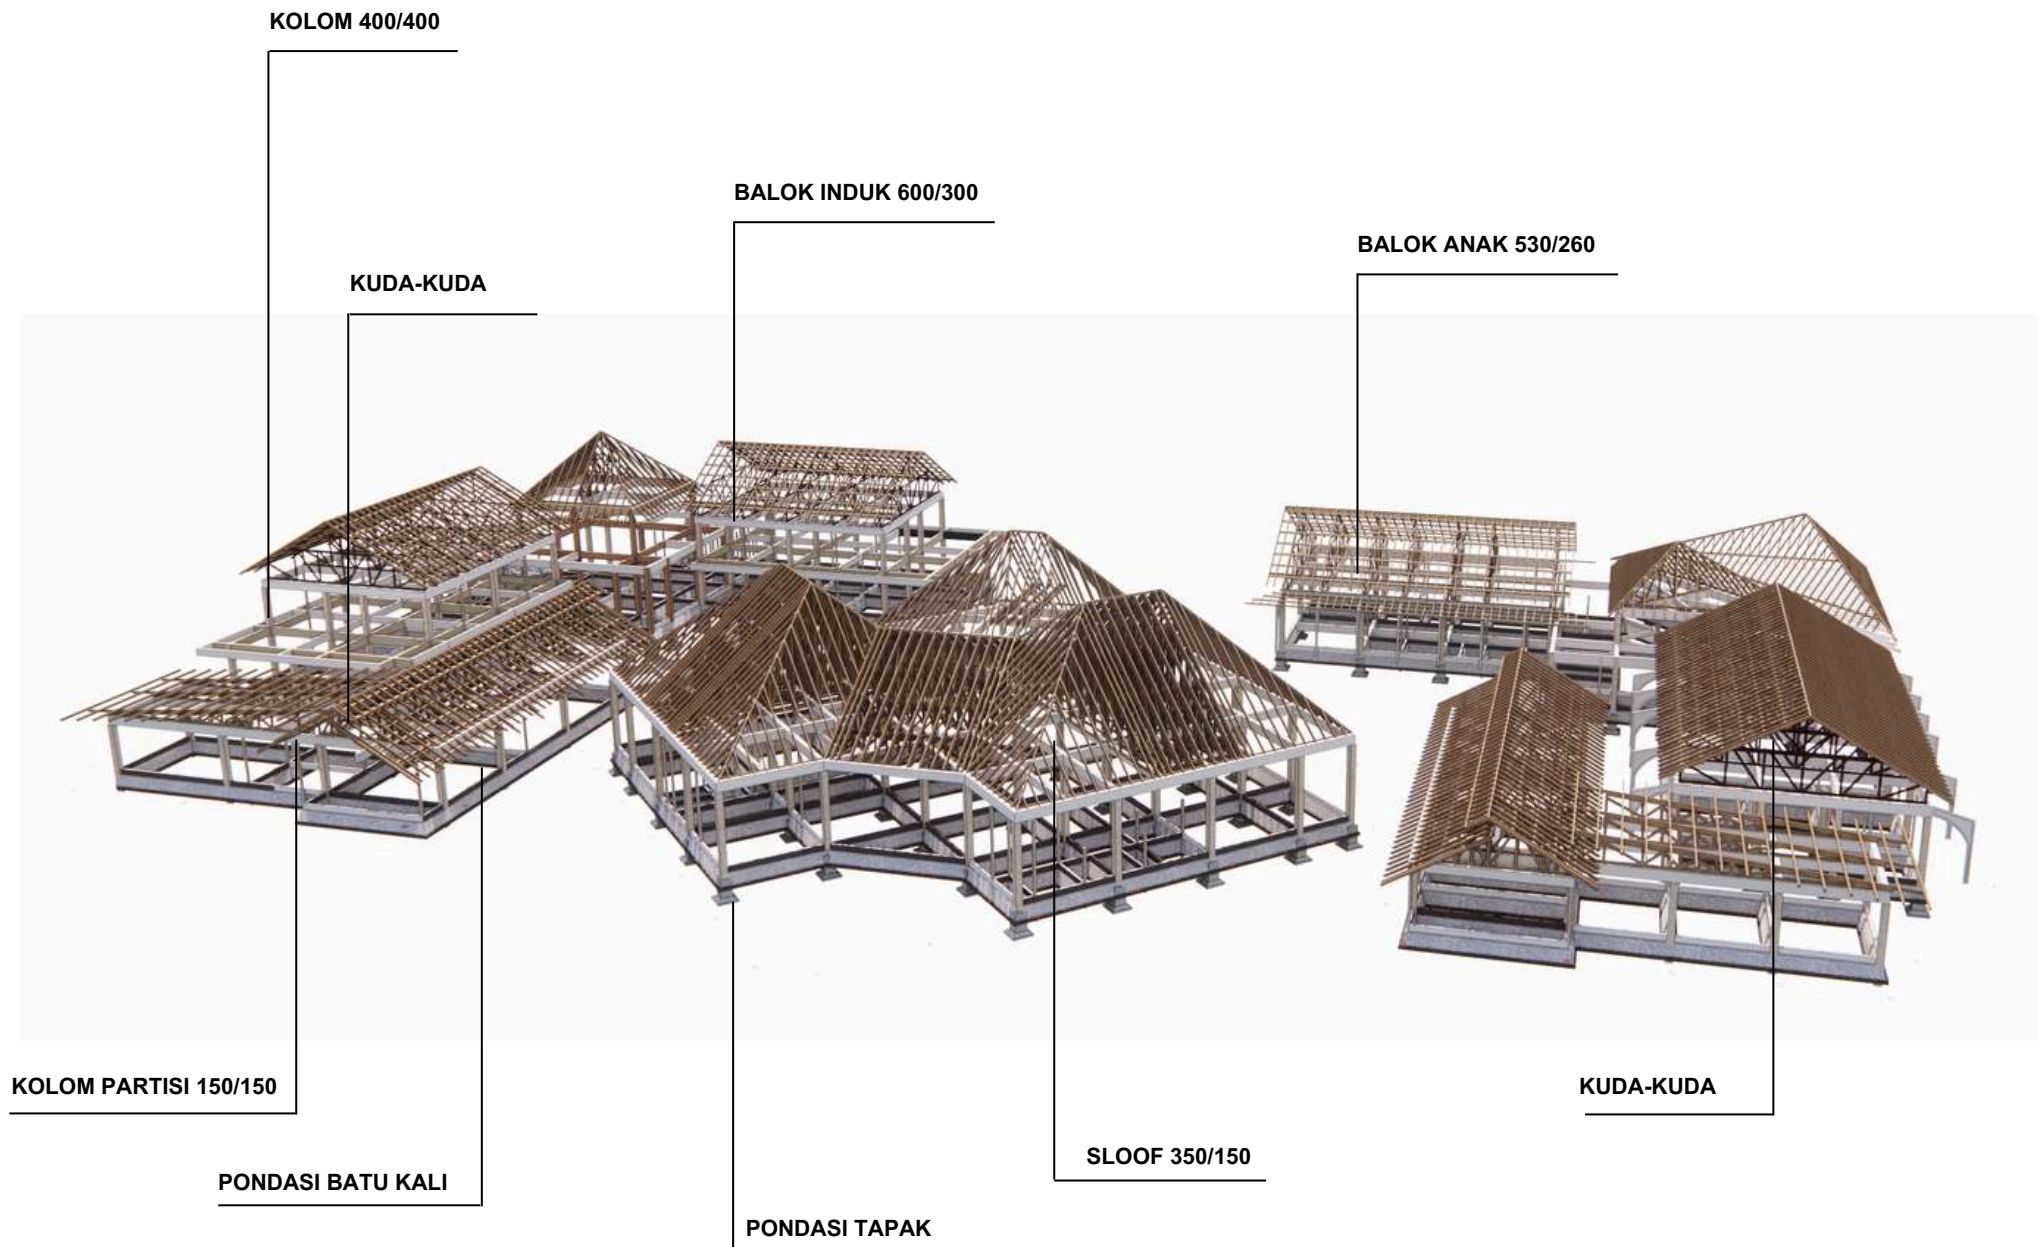 KOLOM 400/400
BALOK INDUK 600/300
BALOK ANAK 530/260
KUDA-KUDA
KOLOM PARTISI 150/150
KUDA-KUDA
SLOOF 350/150
PONDASI BATU KALI
PONDASI TAPAK